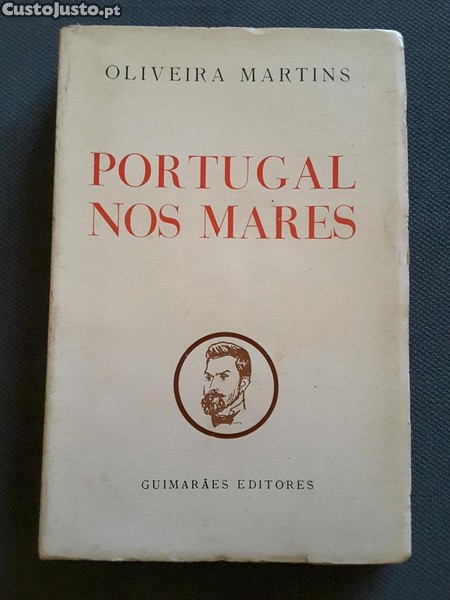 CustoJusto.pt
OLIVEIRA MARTINS
PORTUGAL
NOS MARES
GUIMARÃES EDITORES